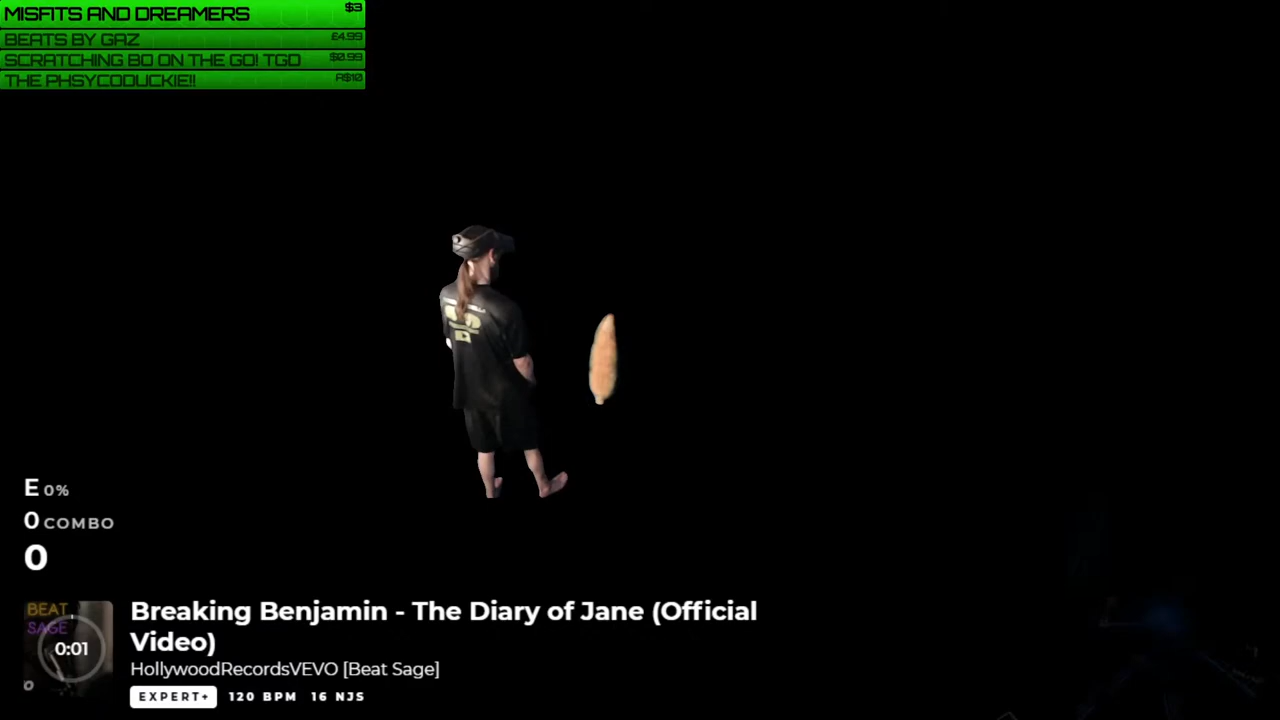 MISFITS AND DREAMERS $3
BEATS BY GAZ £4.99
SCRATCHING BO ON THE GO! TGD $0.99
THE PHSYCODUCKIE!! A$10
E 0%
0 COMBO
0
BEAT
SAGE
0:01
Breaking Benjamin - The Diary of Jane (Official
Video)
HollywoodRecordsVEVO [Beat Sage]
EXPERT+ 120 BPM 16 NJS